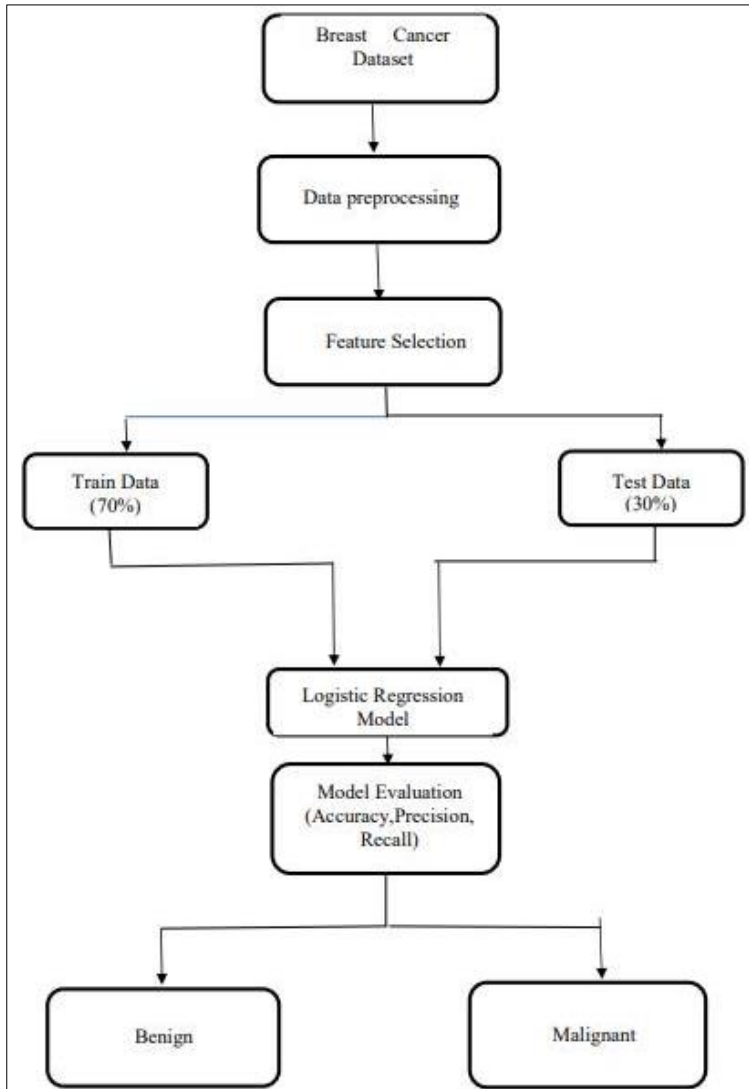 Breast Cancer
Dataset
Data preprocessing
Feature Selection
Train Data
(70%)
Test Data
(30%)
Logistic Regression
Model
Model Evaluation
(Accuracy,Precision,
Recall)
Benign
Malignant